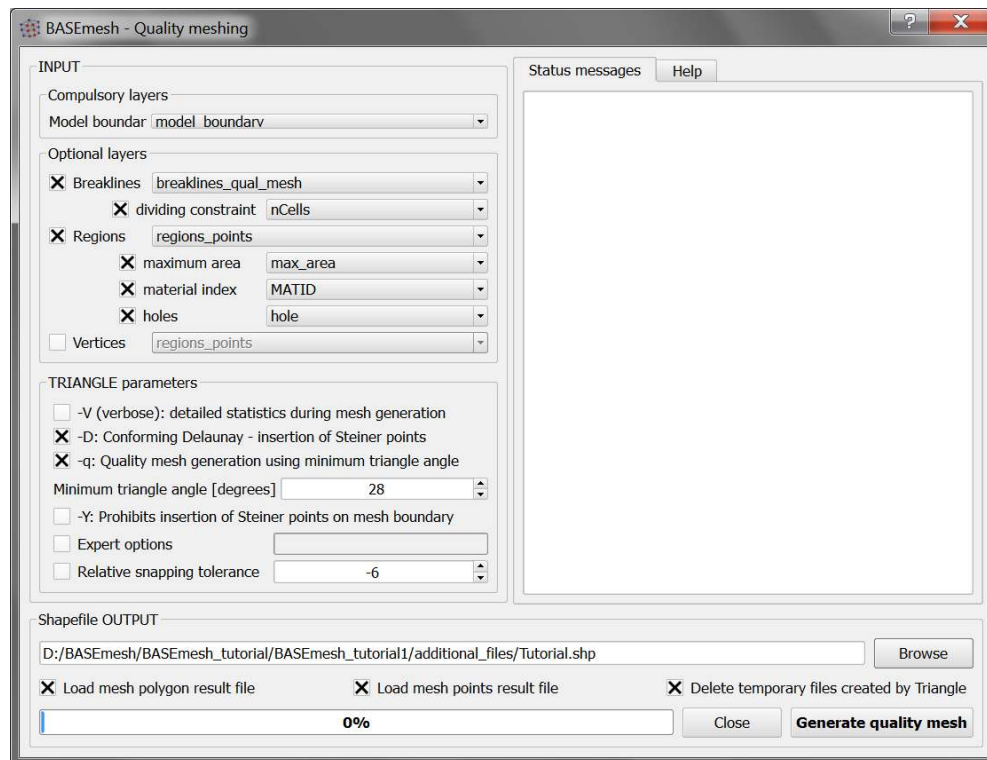 BASEmesh - Quality meshing
INPUT
Compulsory layers
Model boundar model_boundary
Optional layers
Breaklines breaklines_qual_mesh
dividing constraint nCells
Regions regions_points
maximum area max_area
material index MATID
holes hole
Vertices regions_points
TRIANGLE parameters
-V (verbose): detailed statistics during mesh generation
-D: Conforming Delaunay - insertion of Steiner points
-q: Quality mesh generation using minimum triangle angle
Minimum triangle angle [degrees] 28
-Y: Prohibits insertion of Steiner points on mesh boundary
Expert options
Relative snapping tolerance -6
Status messages Help
Shapefile OUTPUT
D:/BASEmesh/BASEmesh_tutorial/BASEmesh_tutorial1/additional_files/Tutorial.shp Browse
Load mesh polygon result file Load mesh points result file Delete temporary files created by Triangle
0% Close Generate quality mesh